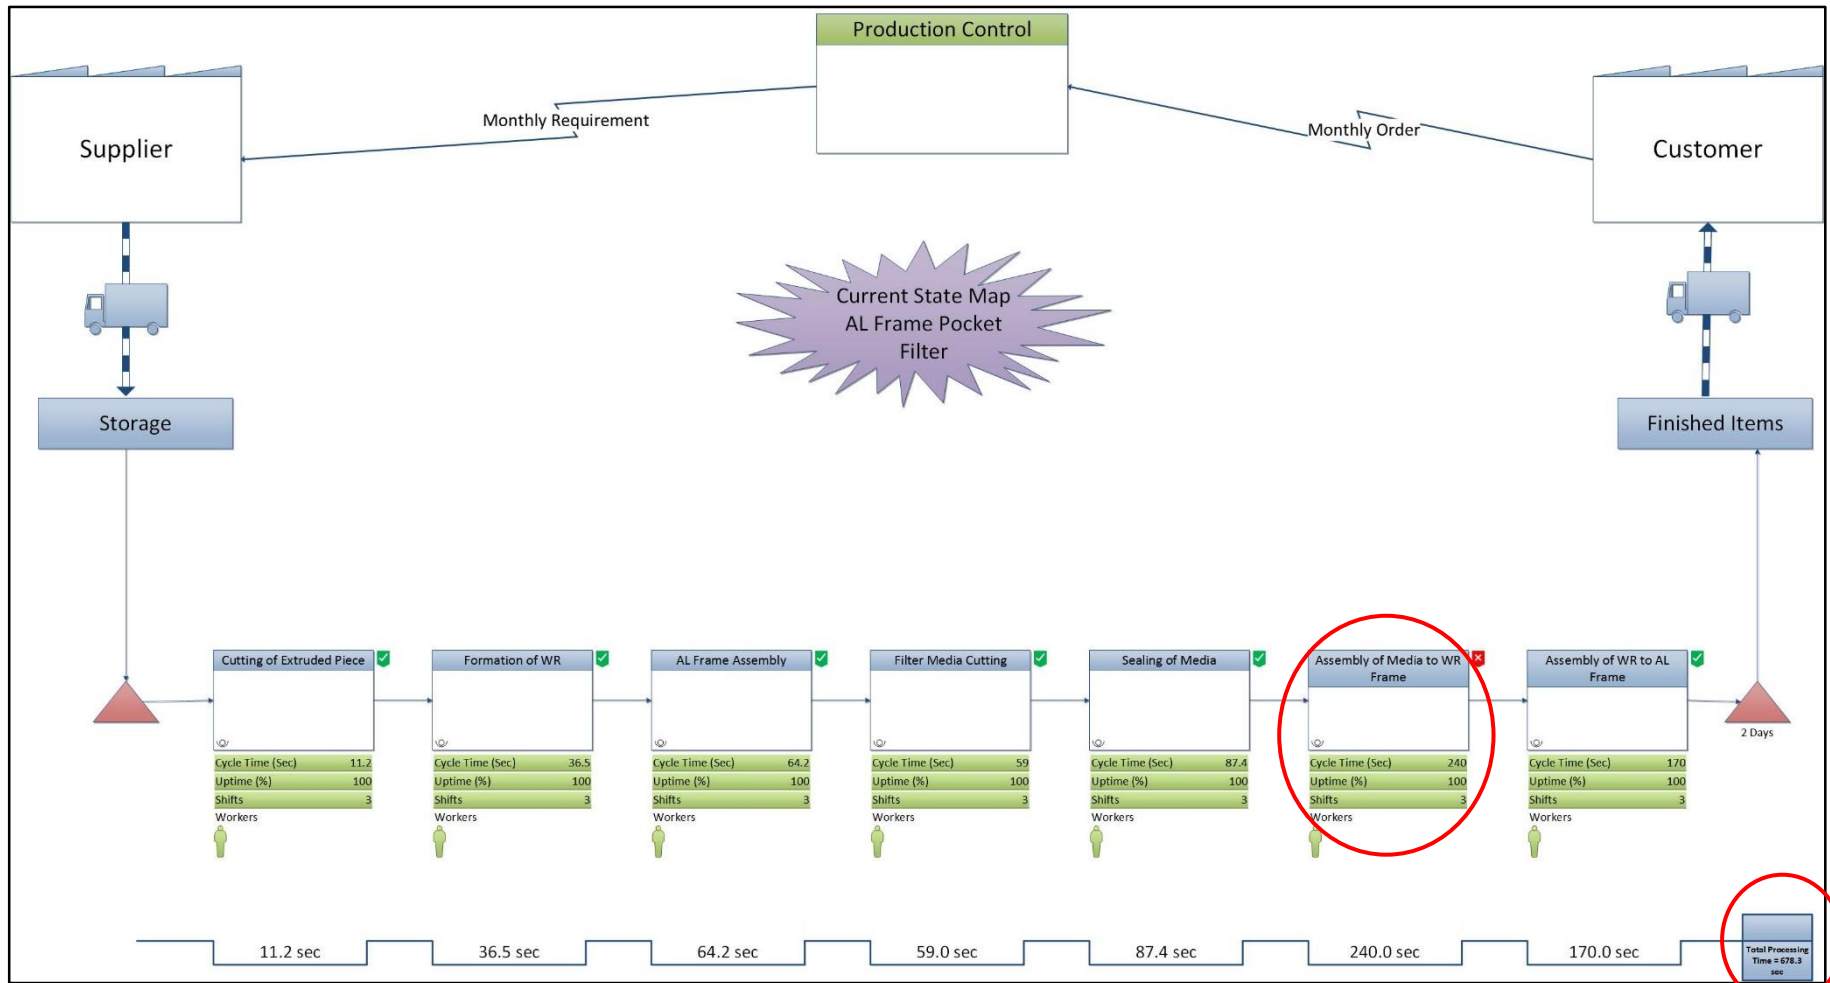 Production Control
Supplier
Monthly Requirement
Monthly Order
Customer
Current State Map
AL Frame Pocket
Filter
Storage
Finished Items
Cutting of Extruded Piece
Cycle Time (Sec) 11.2
Uptime (%) 100
Shifts 3
Workers
Formation of WR
Cycle Time (Sec) 36.5
Uptime (%) 100
Shifts 3
Workers
AL Frame Assembly
Cycle Time (Sec) 64.2
Uptime (%) 100
Shifts 3
Workers
Filter Media Cutting
Cycle Time (Sec) 59
Uptime (%) 100
Shifts 3
Workers
Sealing of Media
Cycle Time (Sec) 87.4
Uptime (%) 100
Shifts 3
Workers
Assembly of Media to WR
Frame
Cycle Time (Sec) 240
Uptime (%) 100
Shifts 3
Workers
Assembly of WR to AL
Frame
Cycle Time (Sec) 170
Uptime (%) 100
Shifts 3
Workers
2 Days
11.2 sec
36.5 sec
64.2 sec
59.0 sec
87.4 sec
240.0 sec
170.0 sec
Total Processing
Time = 678.3
sec